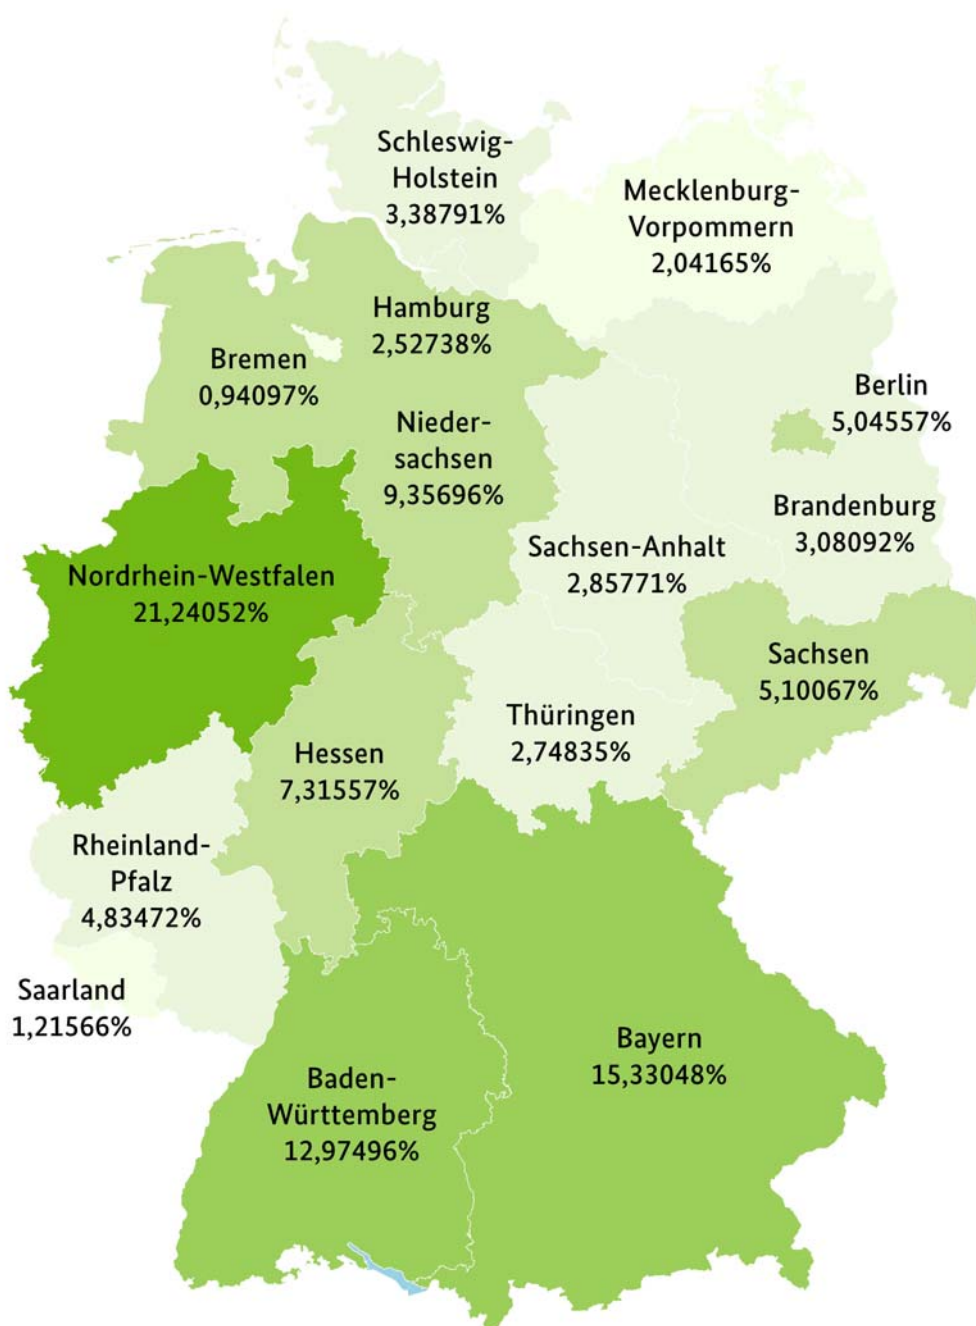 Schleswig-
Holstein
3,38791%
Mecklenburg-
Vorpommern
2,04165%
Hamburg
2,52738%
Bremen
0,94097%
Berlin
5,04557%
Nieder-
sachsen
9,35696%
Brandenburg
3,08092%
Sachsen-Anhalt
2,85771%
Nordrhein-Westfalen
21,24052%
Sachsen
5,10067%
Thüringen
2,74835%
Hessen
7,31557%
Rheinland-
Pfalz
4,83472%
Saarland
1,21566%
Bayern
15,33048%
Baden-
Württemberg
12,97496%